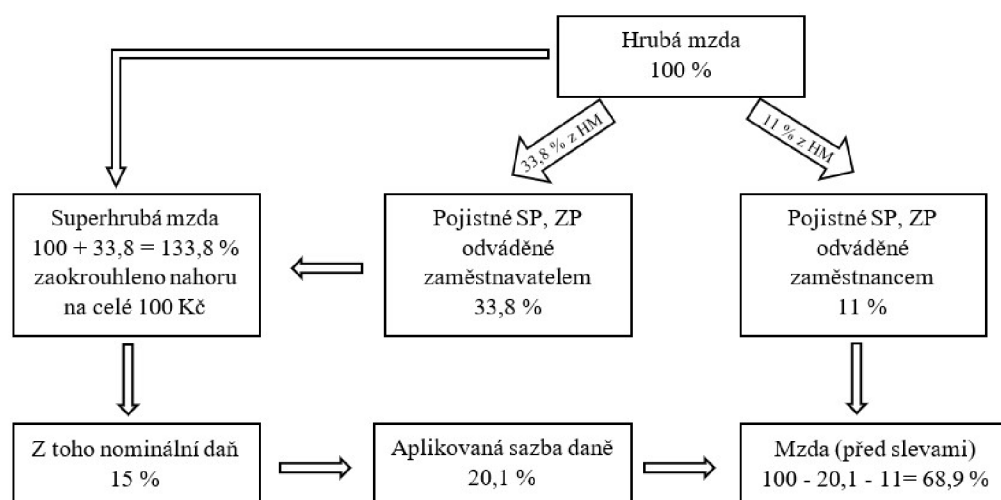 Hrubá mzda
100 %
33,8 % z HM
11 % z HM
Superhrubá mzda
100 + 33,8 = 133,8 %
zaokrouhleno nahoru
na celé 100 Kč
Pojistné SP, ZP
odváděné
zaměstnavatelem
33,8 %
Pojistné SP, ZP
odváděné
zaměstnancem
11 %
Z toho nominální daň
15 %
Aplikovaná sazba daně
20,1 %
Mzda (před slevami)
100 - 20,1 - 11= 68,9 %